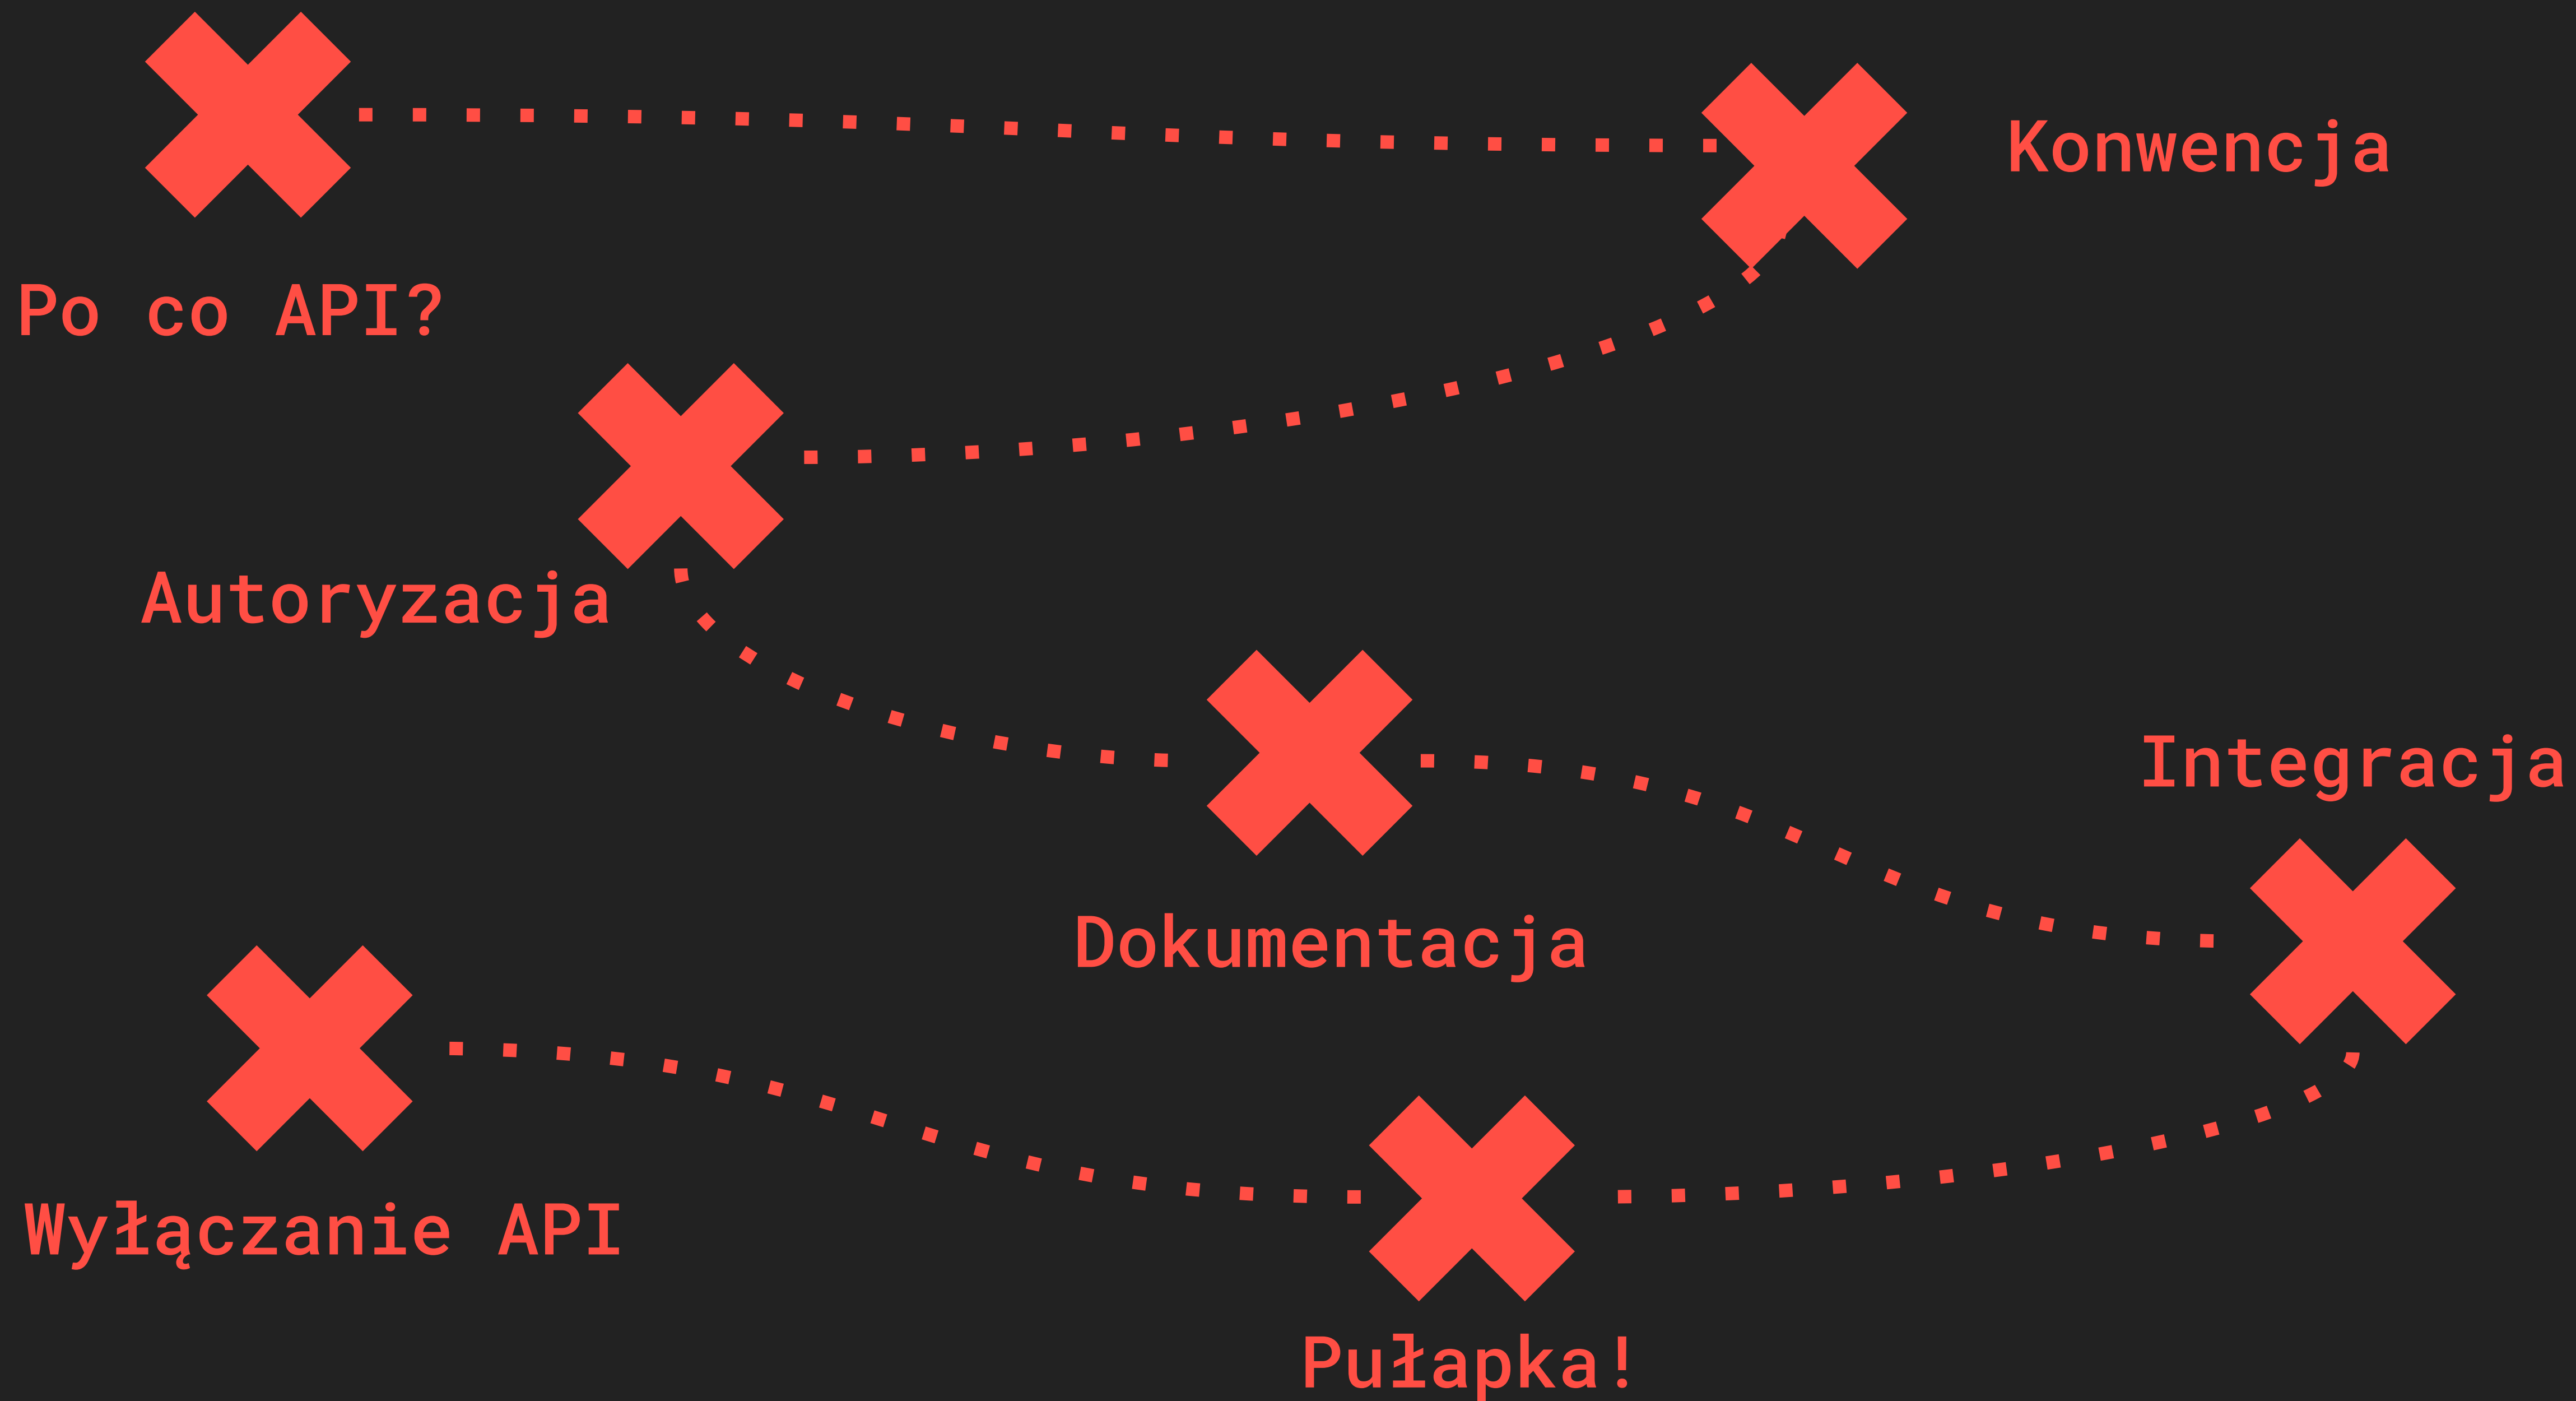 Konwencja
Po co API?
Autoryzacja
Integracja
Dokumentacja
Wyłączanie API
Pułapka!